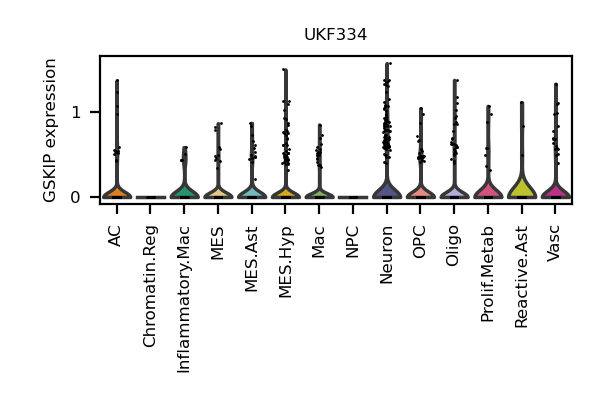 UKF334
GSKIP expression
1
0
AC
Chromatin.Reg
Inflammatory.Mac
MES
MES.Ast
MES.Hyp
Mac
NPC
Neuron
OPC
Oligo
Prolif.Metab
Reactive.Ast
Vasc